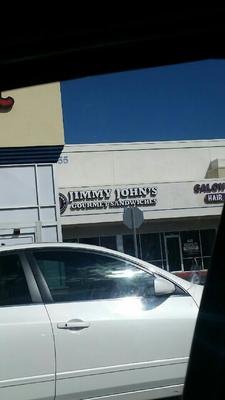 JIMMY JOHN'S
GOURMET SANDWICHES
SALON
HAIR